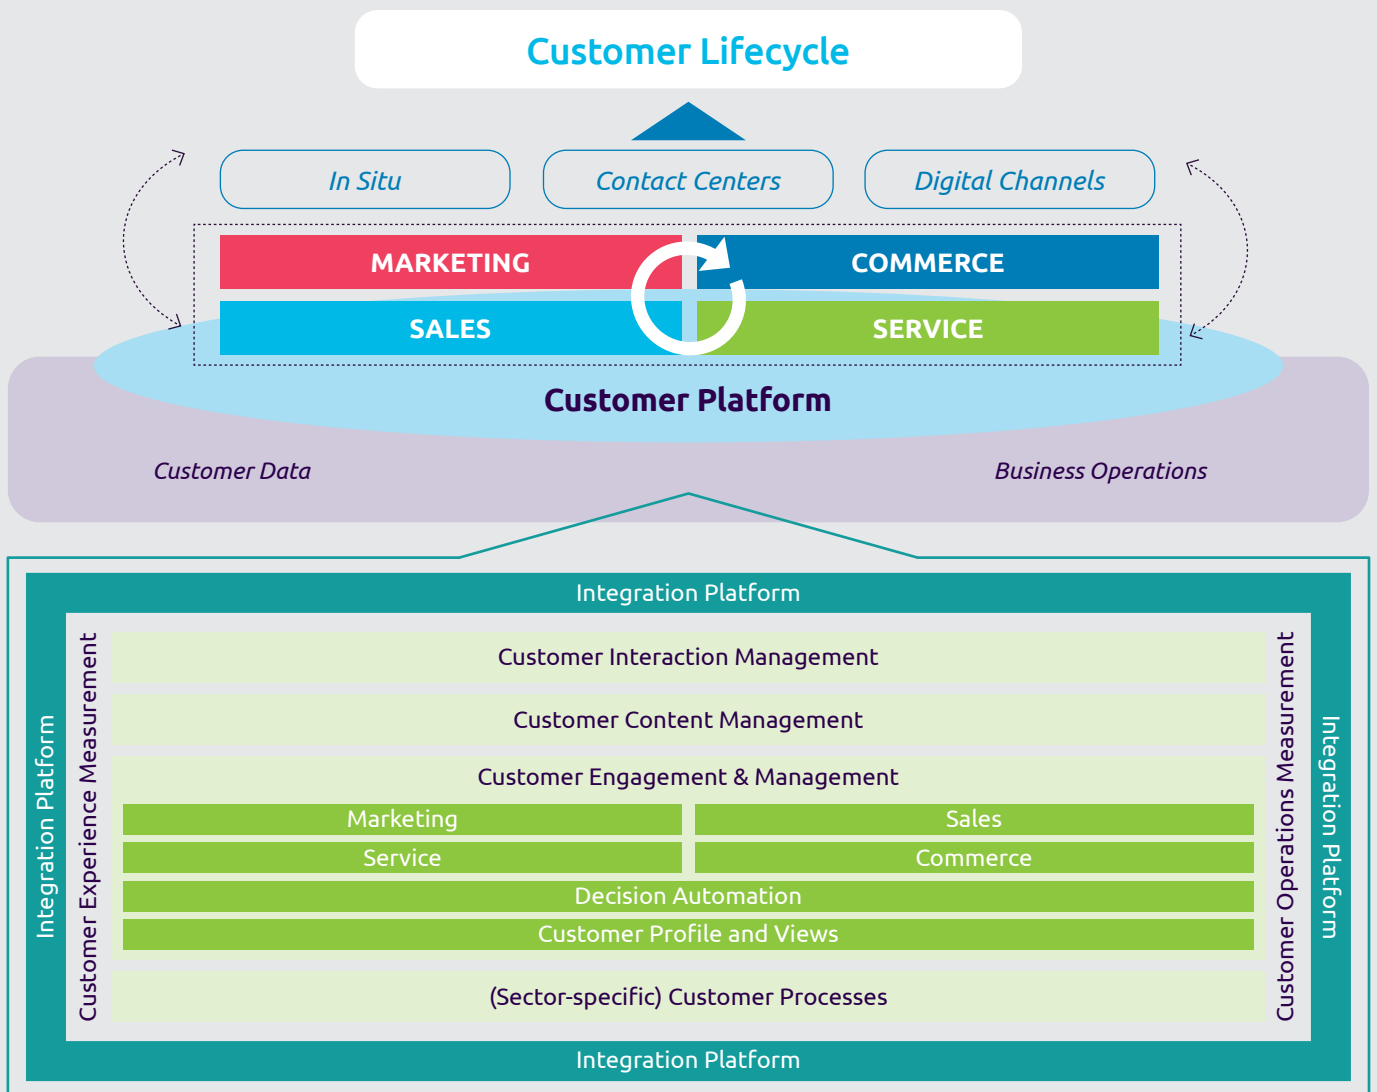 Customer Lifecycle
In Situ
Contact Centers
Digital Channels
MARKETING
COMMERCE
SALES
SERVICE
Customer Platform
Customer Data
Business Operations
Integration Platform
Integration Platform
Customer Experience Measurement
Customer Interaction Management
Customer Content Management
Customer Engagement & Management
Marketing
Sales
Service
Commerce
Decision Automation
Customer Profile and Views
(Sector-specific) Customer Processes
Customer Operations Measurement
Integration Platform
Integration Platform